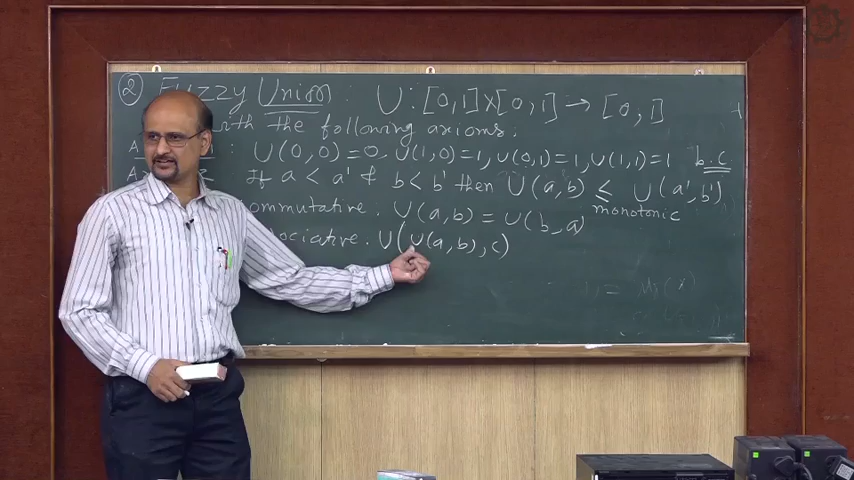 ② Fuzzy Union : U : [0,1]×[0,1] → [0,1]
with the following axioms:
: U(0,0)=0, U(1,0)=1, U(0,1)=1, U(1,1)=1 b.c.
If a < a' & b < b' then U(a,b) ≤ U(a',b')
monotonic
commutative. U(a,b) = U(b,a)
ociative. U(U(a,b),c)